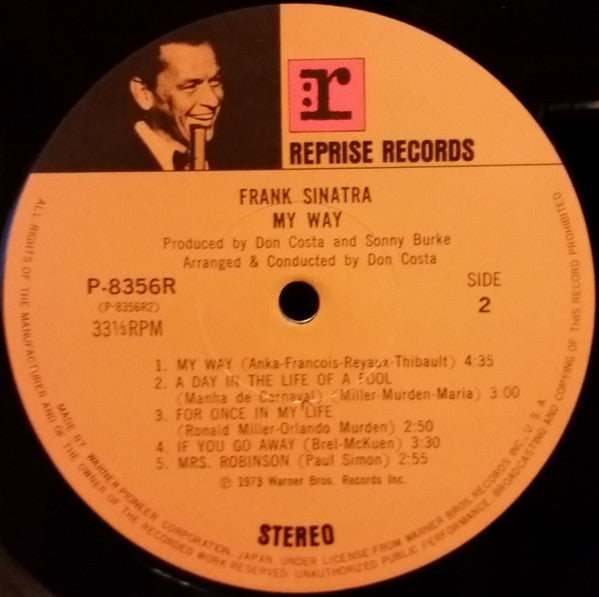 r
REPRISE RECORDS
FRANK SINATRA
MY WAY
Produced by Don Costa and Sonny Burke
Arranged & Conducted by Don Costa
P-8356R
(P-8356R2)
33⅓RPM
SIDE
2
1. MY WAY (Anka-Francois-Reyaux-Thibault) 4:35
2. A DAY IN THE LIFE OF A FOOL
(Manha de Carnaval) (Miller-Murden-Maria) 3:00
3. FOR ONCE IN MY LIFE
(Ronald Miller-Orlando Murden) 2:50
4. IF YOU GO AWAY (Brel-McKuen) 3:30
5. MRS. ROBINSON (Paul Simon) 2:55
℗ 1973 Warner Bros. Records Inc.
STEREO
MADE BY WARNER-PIONEER CORPORATION, JAPAN, UNDER LICENSE FROM WARNER BROS RECORDS INC., U.S.A.
ALL RIGHTS OF THE MANUFACTURER AND OF THE OWNER OF THE RECORDED WORK RESERVED. UNAUTHORIZED PUBLIC PERFORMANCE, BROADCASTING AND COPYING OF THIS RECORD PROHIBITED.